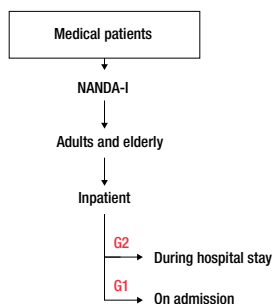 Medical patients
NANDA-I
Adults and elderly
Inpatient
G2
During hospital stay
G1
On admission